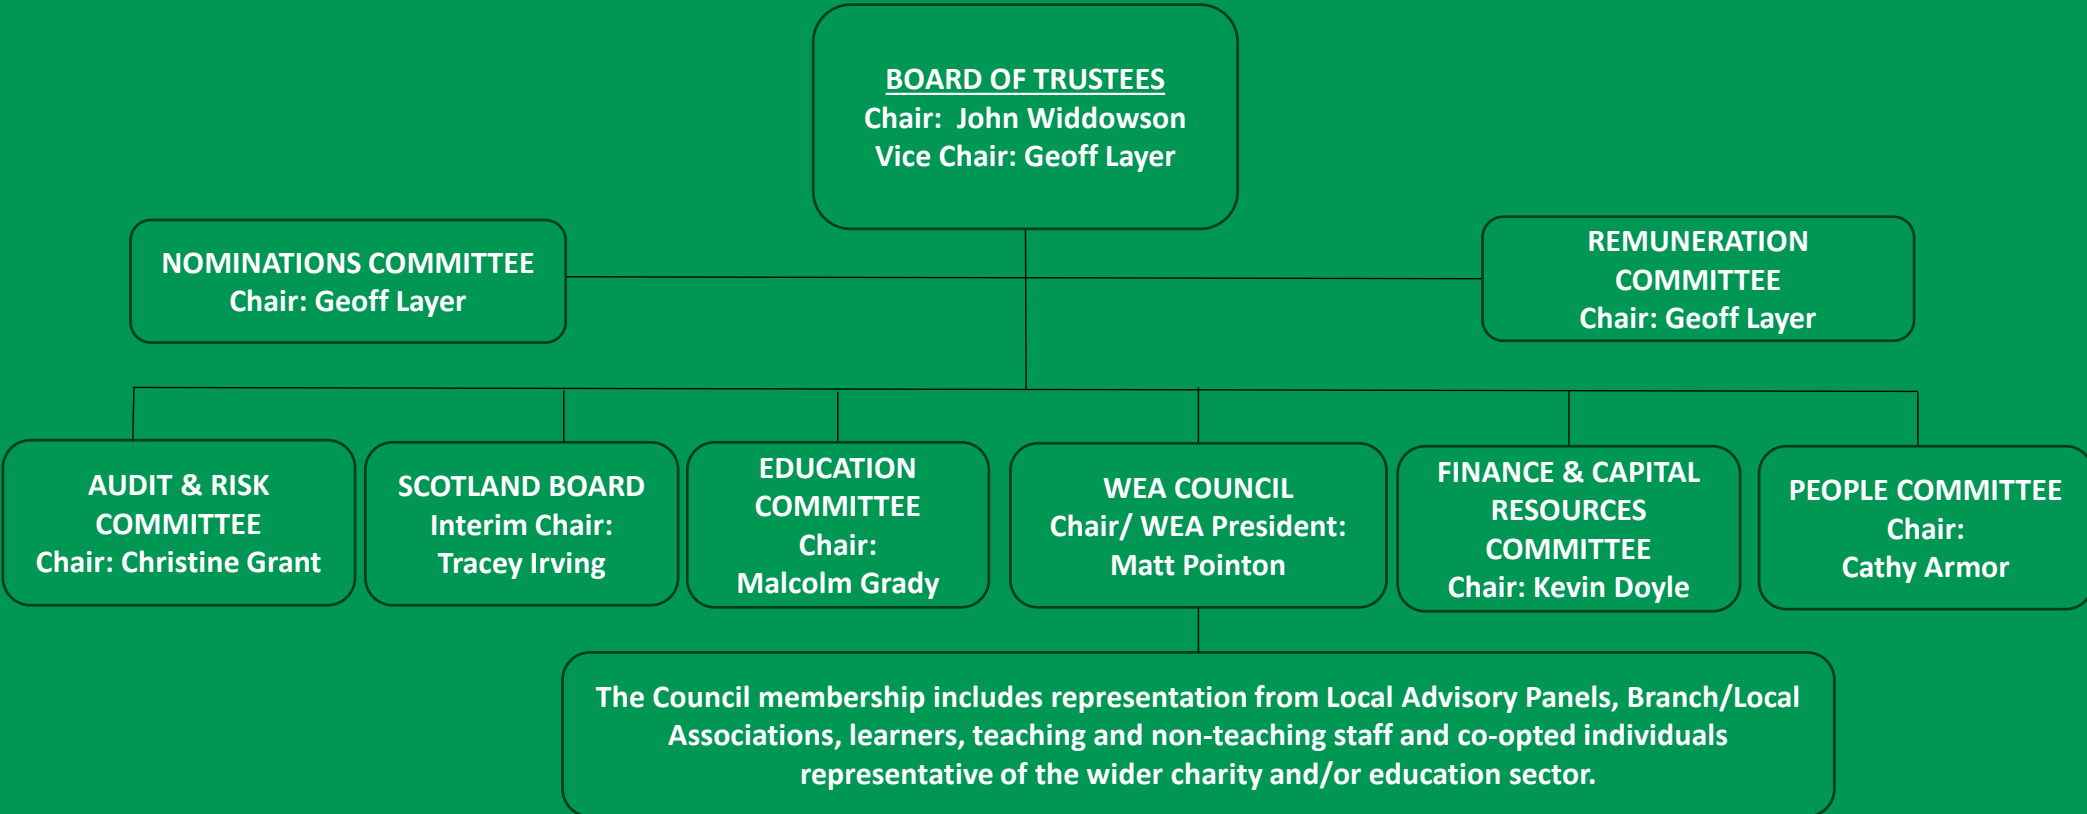 BOARD OF TRUSTEES
Chair:  John Widdowson
Vice Chair: Geoff Layer
NOMINATIONS COMMITTEE
Chair: Geoff Layer
REMUNERATION
COMMITTEE
Chair: Geoff Layer
AUDIT & RISK
COMMITTEE
Chair: Christine Grant
SCOTLAND BOARD
Interim Chair:
Tracey Irving
EDUCATION
COMMITTEE
Chair:
Malcolm Grady
WEA COUNCIL
Chair/ WEA President:
Matt Pointon
FINANCE & CAPITAL
RESOURCES
COMMITTEE
Chair: Kevin Doyle
PEOPLE COMMITTEE
Chair:
Cathy Armor
The Council membership includes representation from Local Advisory Panels, Branch/Local
Associations, learners, teaching and non-teaching staff and co-opted individuals
representative of the wider charity and/or education sector.